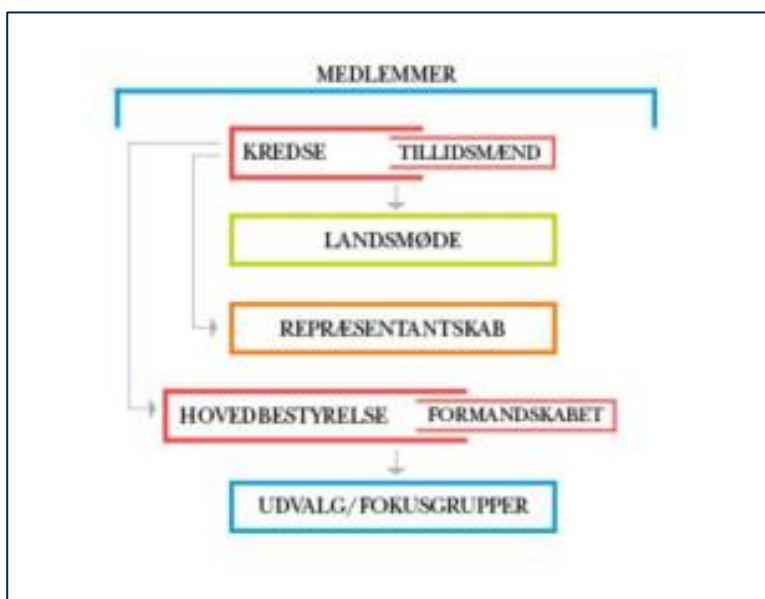 MEDLEMMER
KREDSE TILLIDSMÆND
LANDSMØDE
REPRÆSENTANTSKAB
HOVEDBESTYRELSE FORMANDSKABET
UDVALG/FOKUSGRUPPER